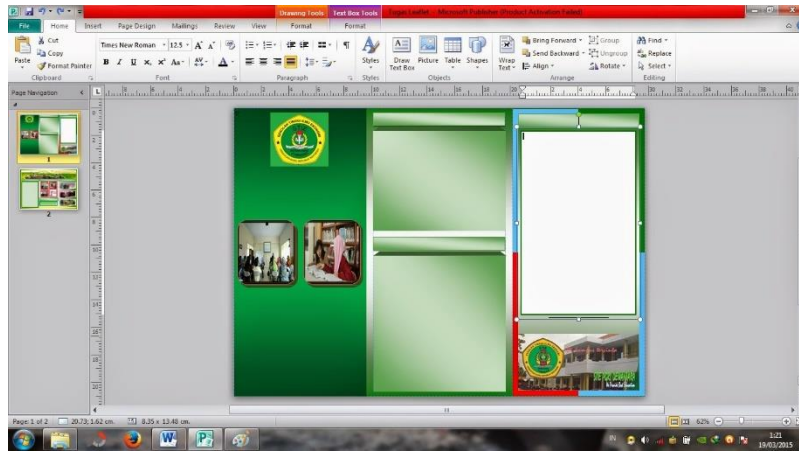 Drawing Tools Text Box Tools Tugas Leaflet - Microsoft Publisher (Product Activation Failed)
File Home Insert Page Design Mailings Review View Format Format
Paste
Cut
Copy
Format Painter
Clipboard
Times New Roman 12.5
Font
Paragraph
Styles
Styles
Draw Text Box
Picture
Table
Shapes
Objects
Wrap Text
Bring Forward
Send Backward
Align
Group
Ungroup
Rotate
Arrange
Find
Replace
Select
Editing
Page Navigation
1
2
Page: 1 of 2 20.73; 1.62 cm. 8.35 x 13.48 cm. 62%
IN 1:21
19/03/2015